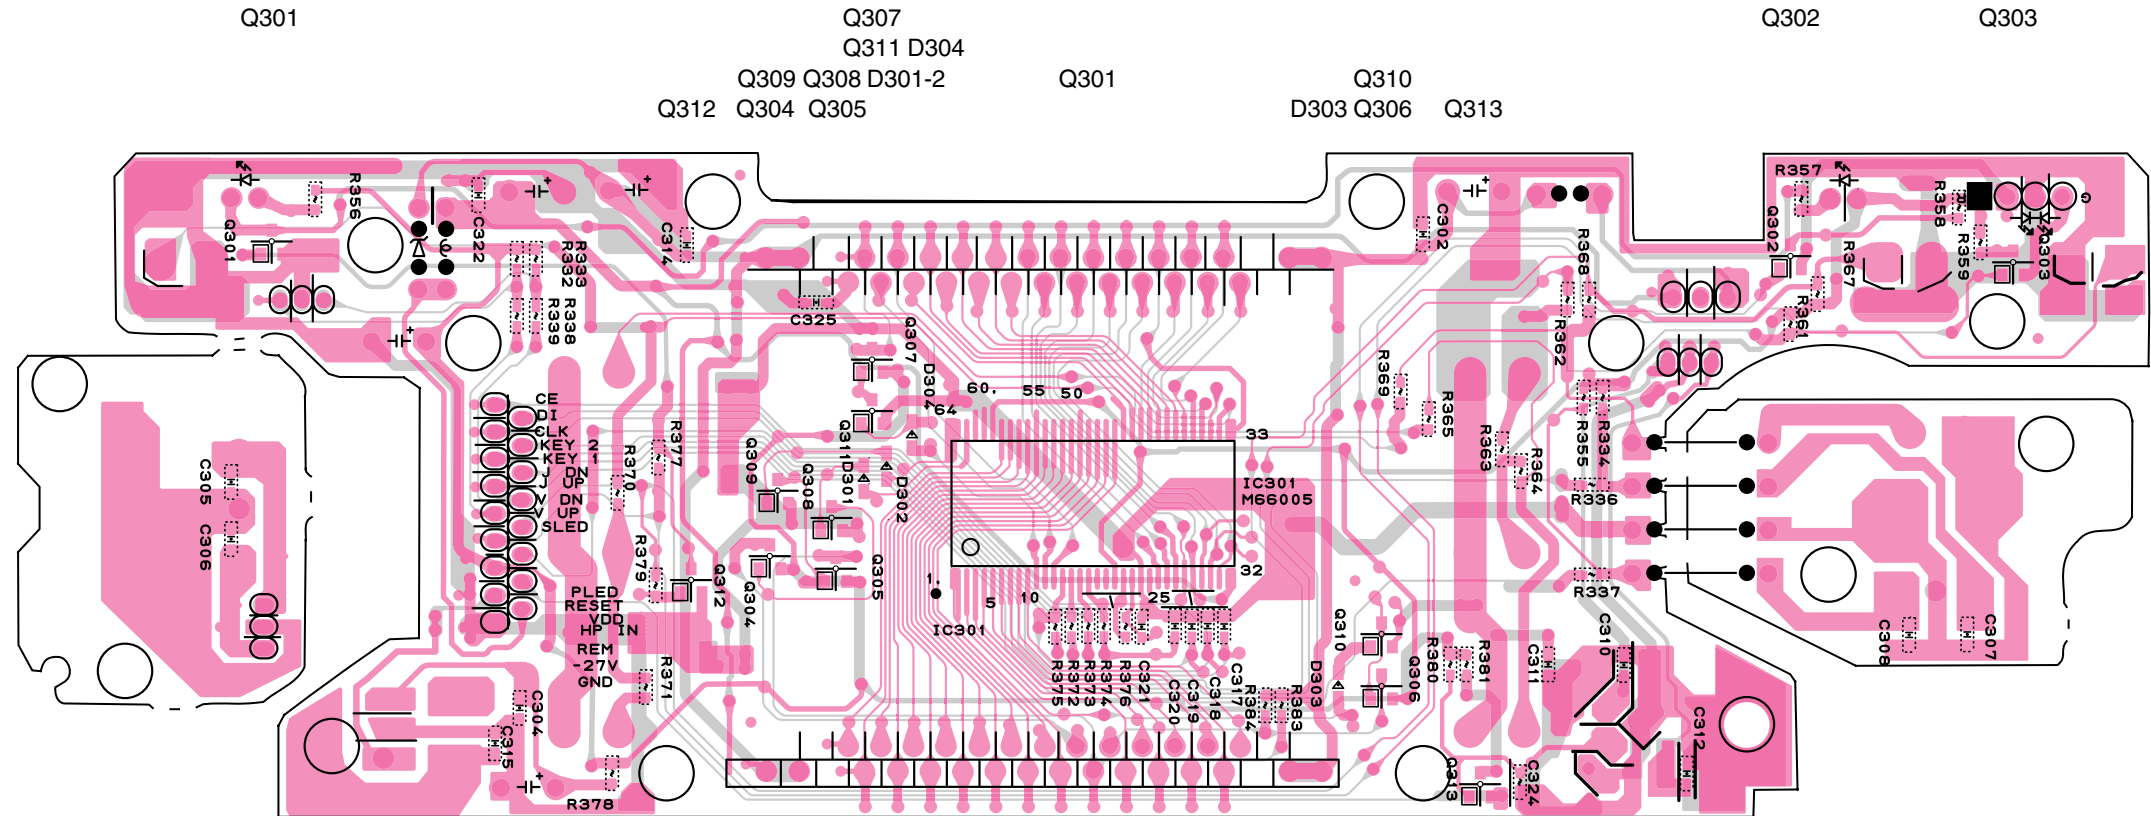 Q301 Q307 Q302 Q303
Q311 D304
Q309 Q308 D301-2 Q301 Q310
Q312 Q304 Q305 D303 Q306 Q313
R356
Q301
C322
R332
R333
R339
R338
C314
C325
Q307
D304
64
60.
55
50
33
IC301
M66005
32
C302
R368
R362
R369
R365
R363
R364
R355
R334
R336
R337
R357
Q302
R367
R361
R358
R359
Q303
G
CE
DI
CLK
KEY 2
KEY 1
J DN
J UP
V DN
V UP
SLED
PLED
RESET
VDD
HP IN
REM
-27V
GND
R377
R370
R379
Q312
Q309
Q308
Q311
D301
D302
Q304
Q305
1.
5
10
25
IC301
C305
C306
R371
C304
C315
R378
R375
R372
R373
R374
R376
C321
C320
C319
C318
C317
R384
R383
D303
Q310
Q306
R380
R381
C311
C310
C312
Q313
C324
C308
C307